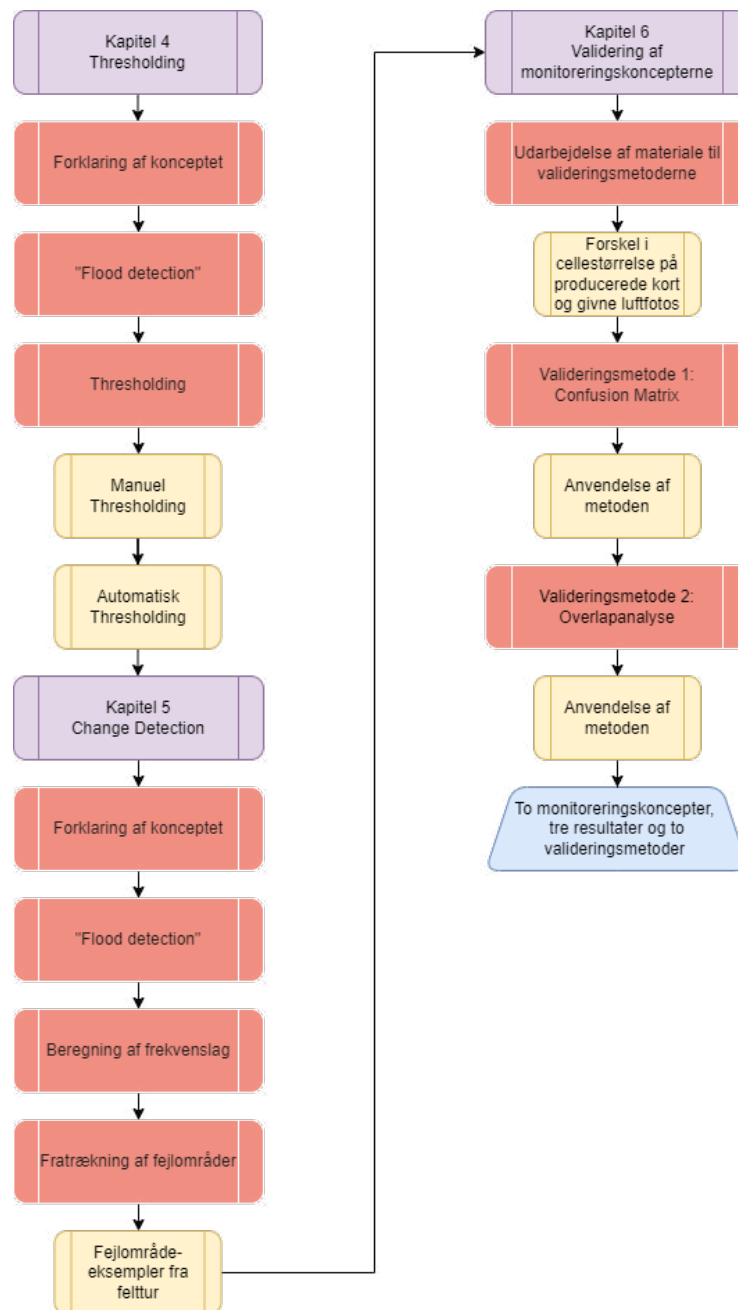 Kapitel 4
Thresholding
Forklaring af konceptet
"Flood detection"
Thresholding
Manuel
Thresholding
Automatisk
Thresholding
Kapitel 5
Change Detection
Forklaring af konceptet
"Flood detection"
Beregning af frekvenslag
Fratrækning af fejlområder
Fejlområde-
eksempler fra
felttur
Kapitel 6
Validering af
monitoreringskoncepterne
Udarbejdelse af materiale til
valideringsmetoderne
Forskel i
cellestørrelse på
producerede kort
og givne luftfotos
Valideringsmetode 1:
Confusion Matrix
Anvendelse af
metoden
Valideringsmetode 2:
Overlapanalyse
Anvendelse af
metoden
To monitoreringskoncepter,
tre resultater og to
valideringsmetoder